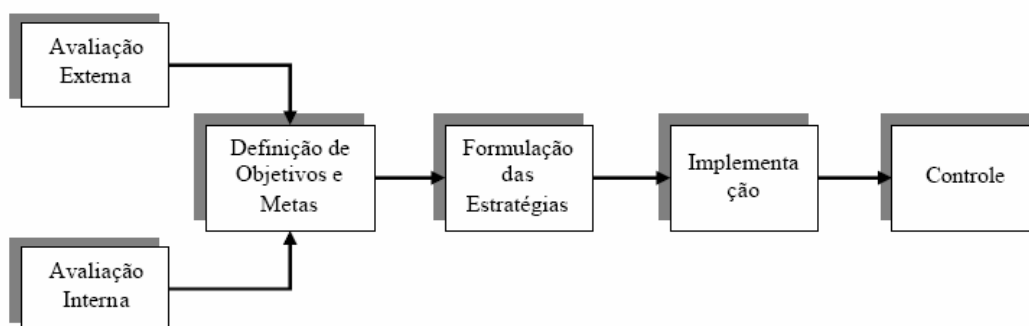 Avaliação
Externa
Definição de
Objetivos e
Metas
Formulação
das
Estratégias
Implementa
ção
Controle
Avaliação
Interna